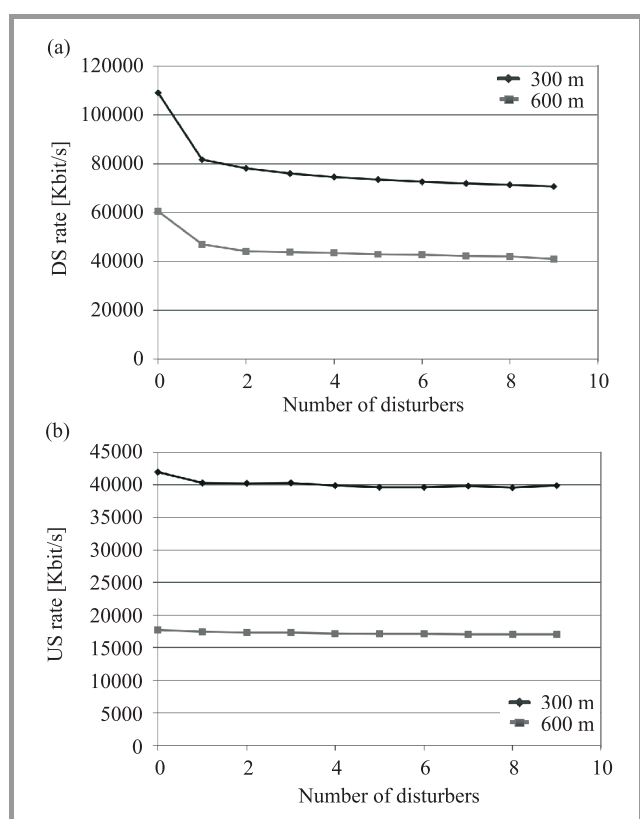 (a)
120000
100000
80000
60000
40000
20000
0
DS rate [Kbit/s]
300 m
600 m
0 2 4 6 8 10
Number of disturbers
(b)
45000
40000
35000
30000
25000
20000
15000
10000
5000
0
US rate [Kbit/s]
300 m
600 m
0 2 4 6 8 10
Number of disturbers